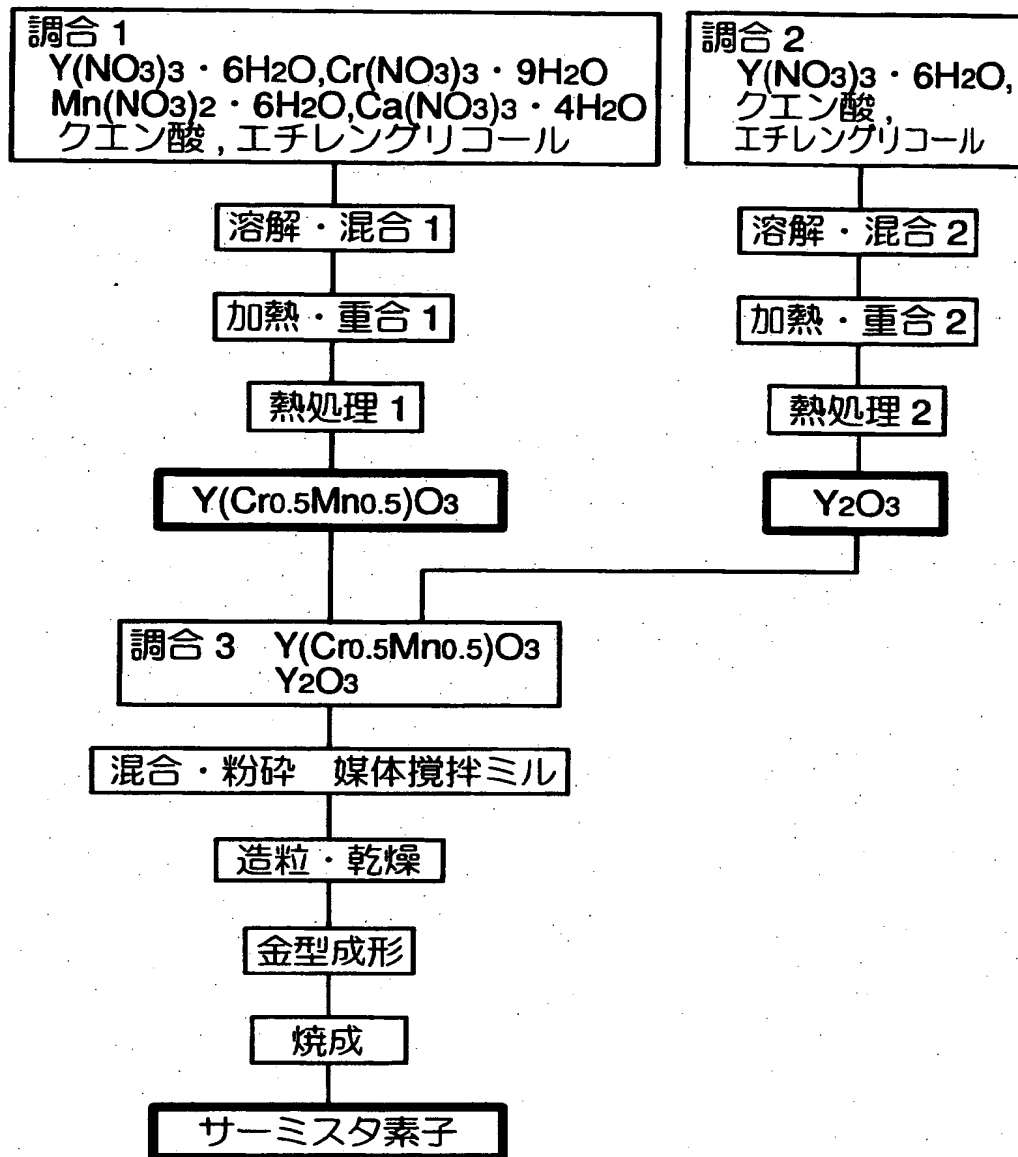 調合 1
Y(NO3)3・6H2O,Cr(NO3)3・9H2O
Mn(NO3)2・6H2O,Ca(NO3)3・4H2O
クエン酸 , エチレングリコール
調合 2
Y(NO3)3・6H2O,
クエン酸 ,
エチレングリコール
溶解・混合 1
溶解・混合 2
加熱・重合 1
加熱・重合 2
熱処理 1
熱処理 2
Y(Cr0.5Mn0.5)O3
Y2O3
調合 3 Y(Cr0.5Mn0.5)O3
Y2O3
混合・粉砕 媒体撹拌ミル
造粒・乾燥
金型成形
焼成
サーミスタ素子